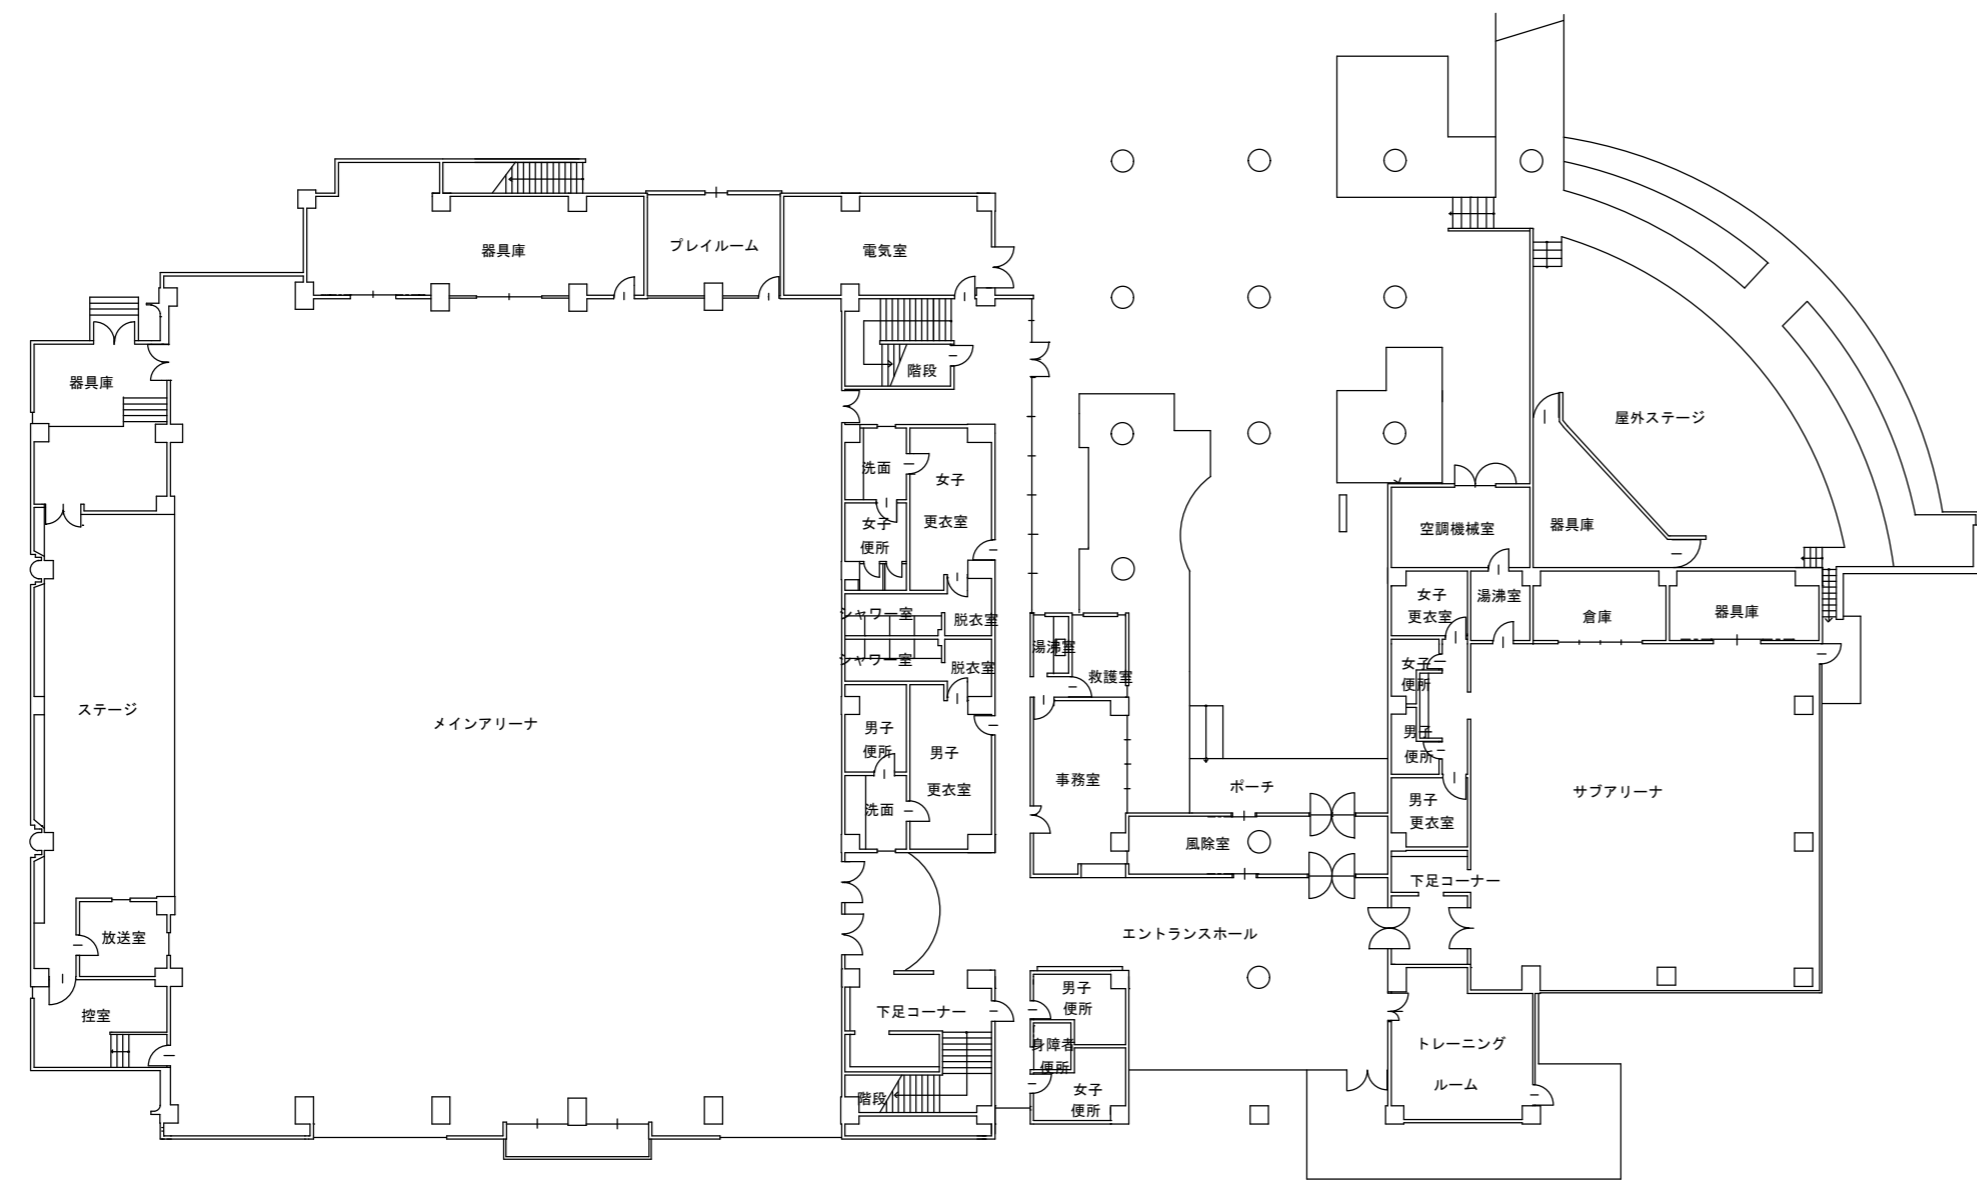 器具庫
プレイルーム
電気室
器具庫
階段
屋外ステージ
洗面
女子
更衣室
女子
便所
空調機械室
器具庫
シャワー室
脱衣室
女子
更衣室
湯沸室
倉庫
器具庫
シャワー室
脱衣室
湯沸室
救護室
女子
便所
ステージ
メインアリーナ
男子
便所
男子
更衣室
事務室
ポーチ
男子
便所
サブアリーナ
洗面
風除室
男子
更衣室
下足コーナー
放送室
エントランスホール
控室
下足コーナー
男子
便所
身障者
便所
トレーニング
ルーム
階段
女子
便所